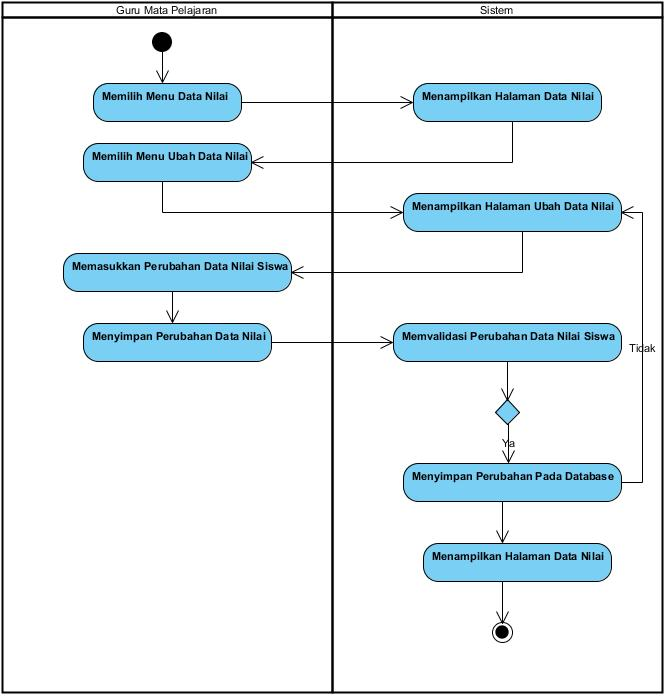 Guru Mata Pelajaran
Sistem
Memilih Menu Data Nilai
Menampilkan Halaman Data Nilai
Memilih Menu Ubah Data Nilai
Menampilkan Halaman Ubah Data Nilai
Memasukkan Perubahan Data Nilai Siswa
Menyimpan Perubahan Data Nilai
Memvalidasi Perubahan Data Nilai Siswa
Tidak
Ya
Menyimpan Perubahan Pada Database
Menampilkan Halaman Data Nilai